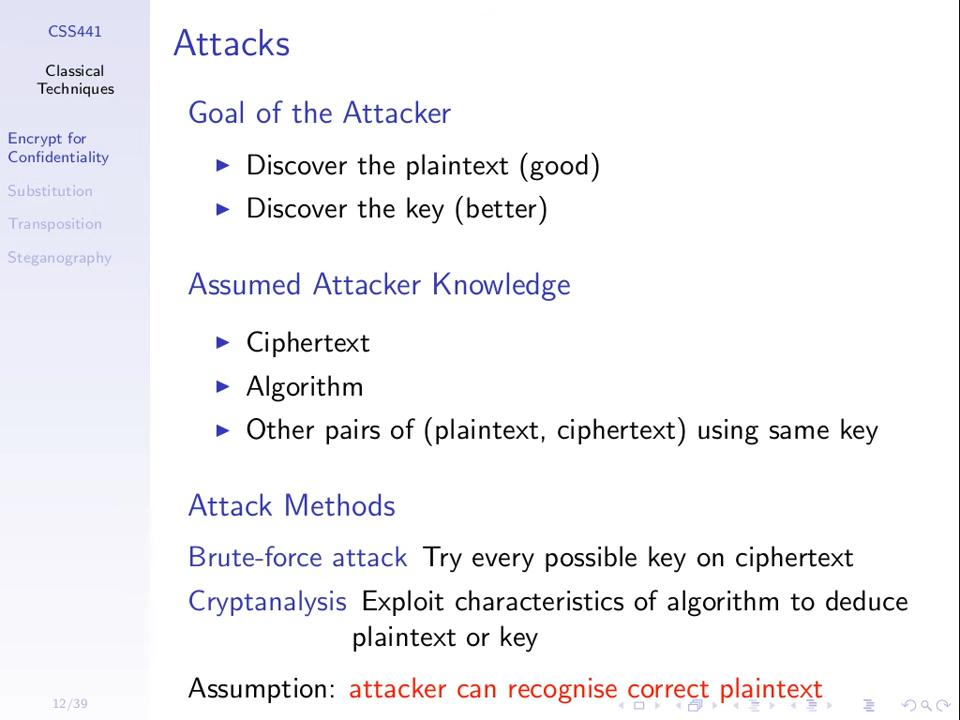 CSS441
Classical
Techniques
Encrypt for
Confidentiality
Substitution
Transposition
Steganography
12/39
Attacks
Goal of the Attacker
Discover the plaintext (good)
Discover the key (better)
Assumed Attacker Knowledge
Ciphertext
Algorithm
Other pairs of (plaintext, ciphertext) using same key
Attack Methods
Brute-force attack Try every possible key on ciphertext
Cryptanalysis Exploit characteristics of algorithm to deduce
plaintext or key
Assumption: attacker can recognise correct plaintext